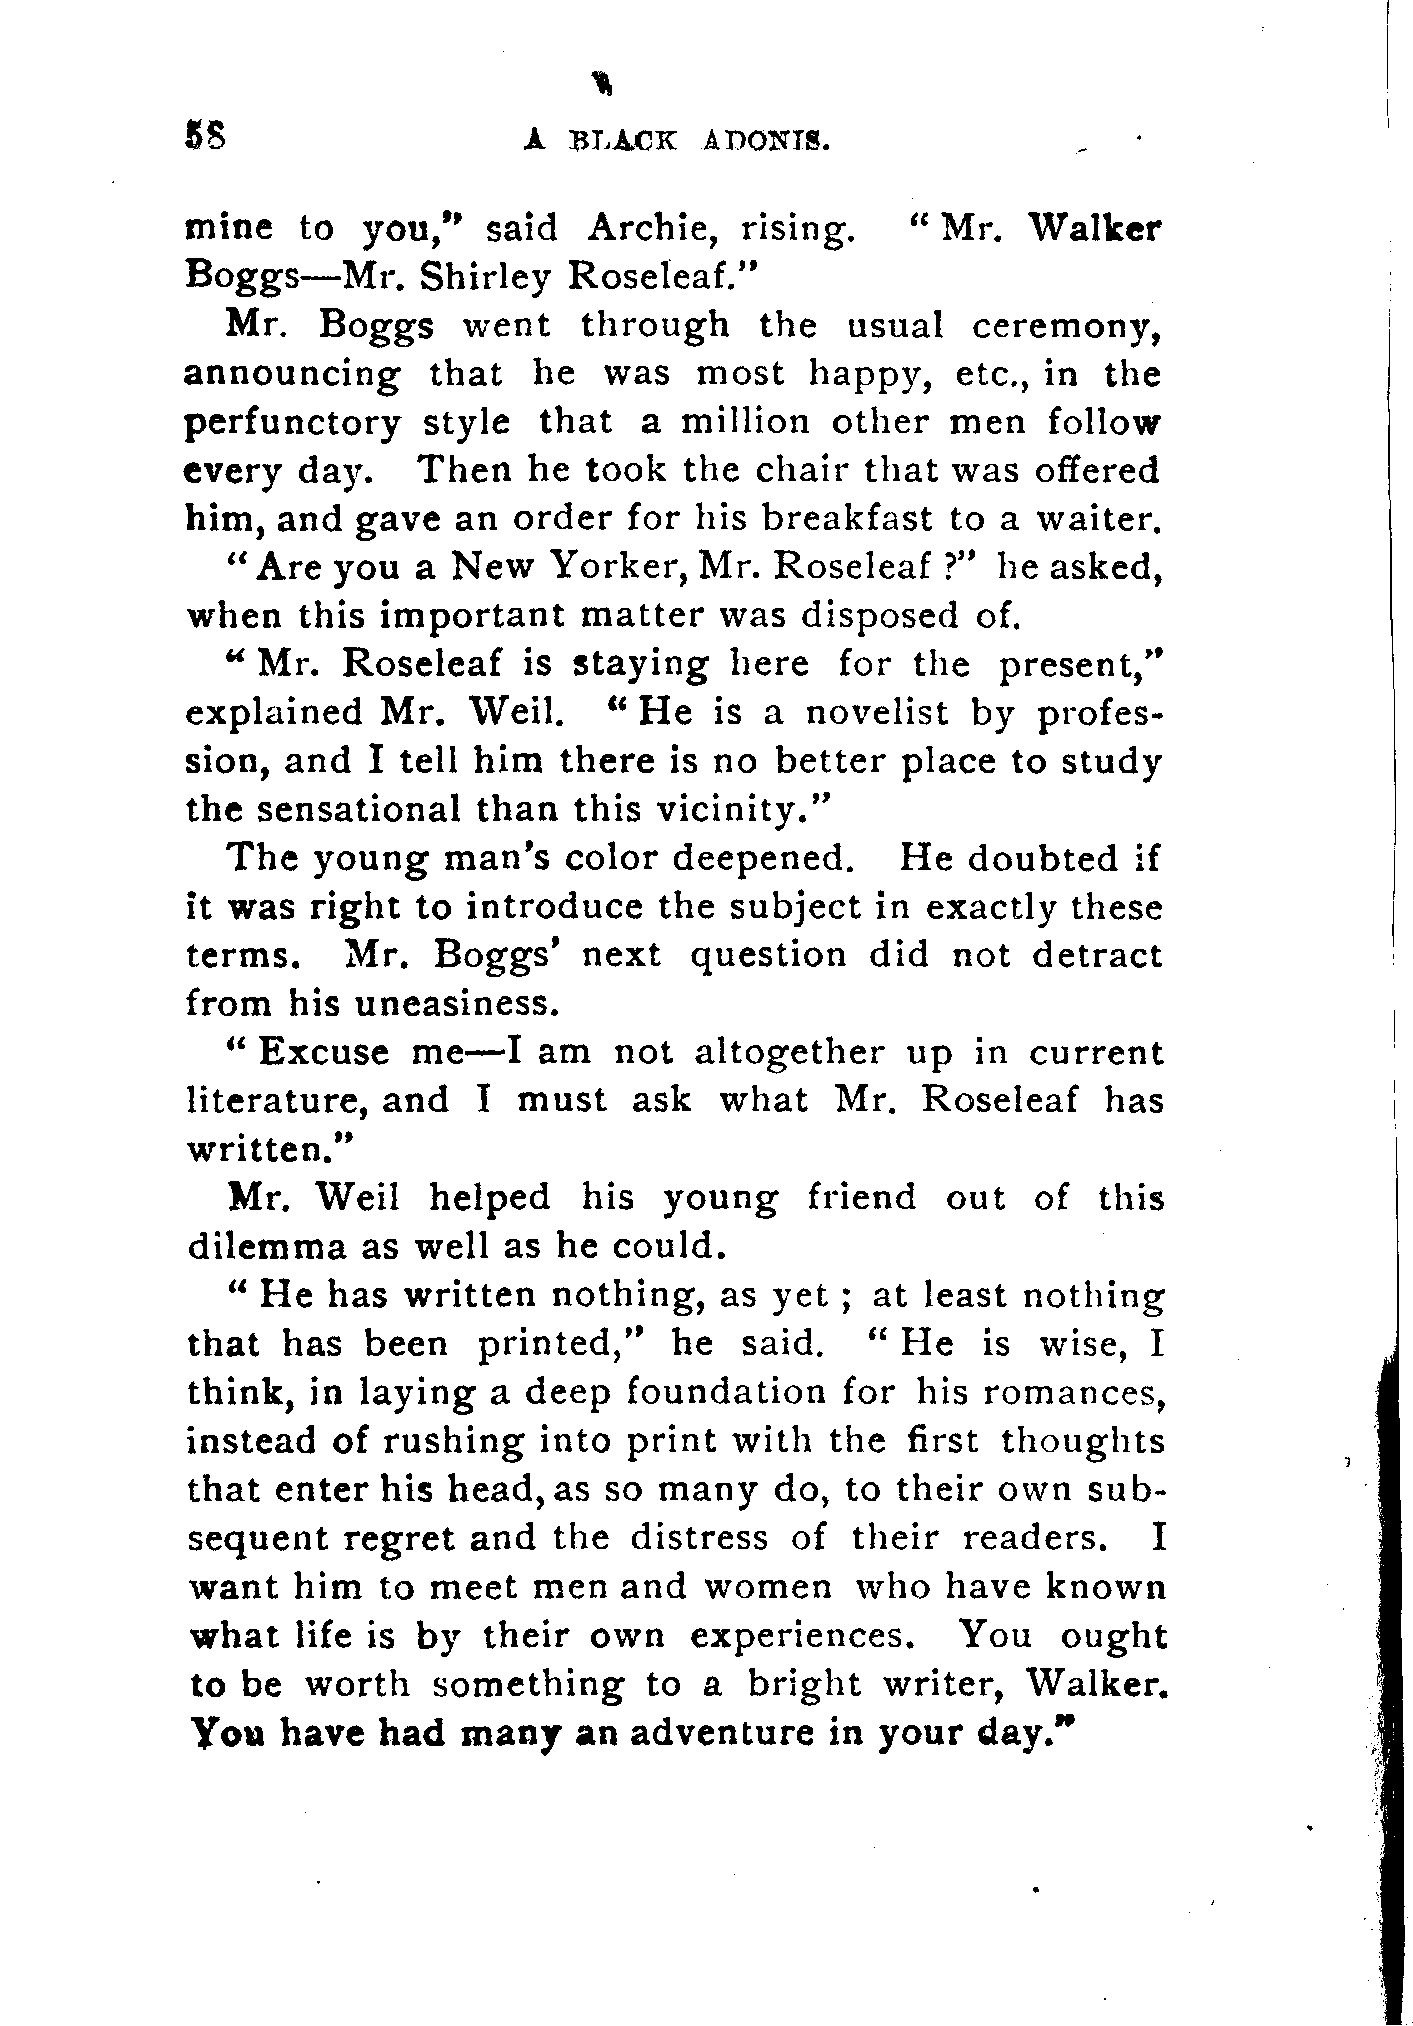 58 A BLACK ADONIS.
mine to you," said Archie, rising. "Mr. Walker
Boggs—Mr. Shirley Roseleaf."
Mr. Boggs went through the usual ceremony,
announcing that he was most happy, etc., in the
perfunctory style that a million other men follow
every day. Then he took the chair that was offered
him, and gave an order for his breakfast to a waiter.
"Are you a New Yorker, Mr. Roseleaf?" he asked,
when this important matter was disposed of.
"Mr. Roseleaf is staying here for the present,"
explained Mr. Weil. "He is a novelist by profes-
sion, and I tell him there is no better place to study
the sensational than this vicinity."
The young man's color deepened. He doubted if
it was right to introduce the subject in exactly these
terms. Mr. Boggs' next question did not detract
from his uneasiness.
"Excuse me—I am not altogether up in current
literature, and I must ask what Mr. Roseleaf has
written."
Mr. Weil helped his young friend out of this
dilemma as well as he could.
"He has written nothing, as yet; at least nothing
that has been printed," he said. "He is wise, I
think, in laying a deep foundation for his romances,
instead of rushing into print with the first thoughts
that enter his head, as so many do, to their own sub-
sequent regret and the distress of their readers. I
want him to meet men and women who have known
what life is by their own experiences. You ought
to be worth something to a bright writer, Walker.
You have had many an adventure in your day."